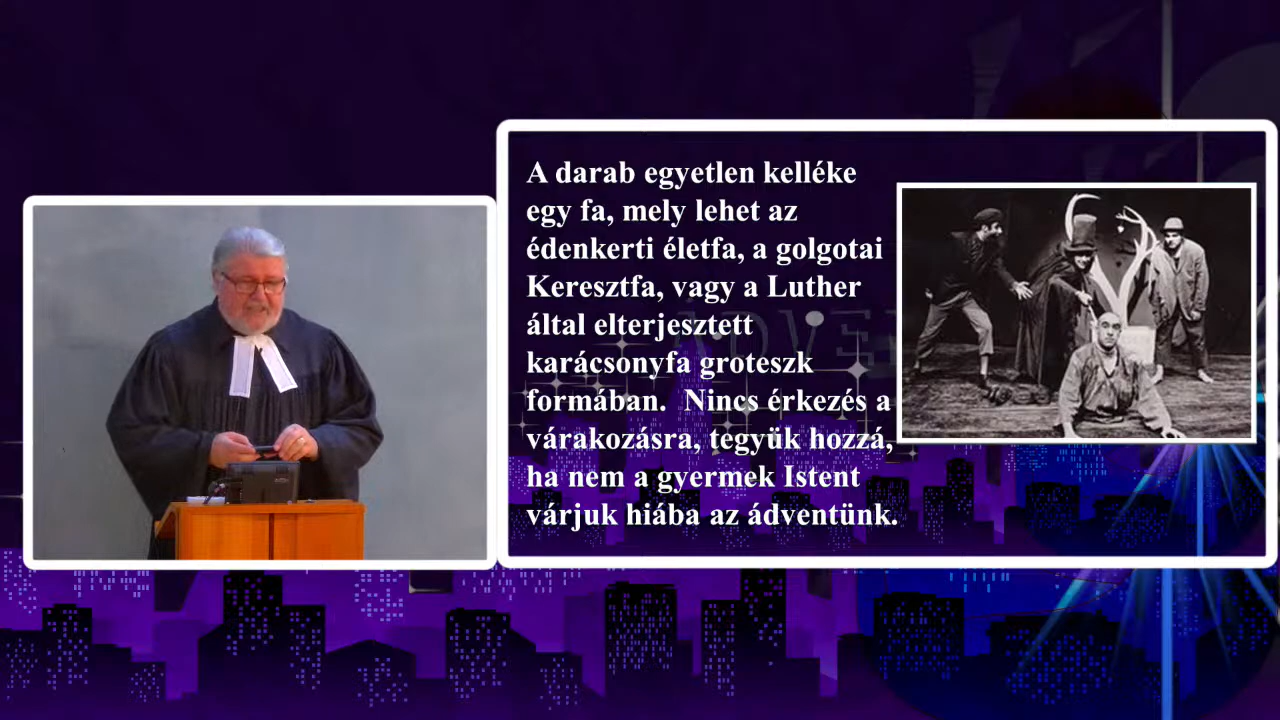 A darab egyetlen kelléke
egy fa, mely lehet az
édenkerti életfa, a golgotai
Keresztfa, vagy a Luther
által elterjesztett
karácsonyfa groteszk
formában.  Nincs érkezés a
várakozásra, tegyük hozzá,
ha nem a gyermek Istent
várjuk hiába az ádventünk.